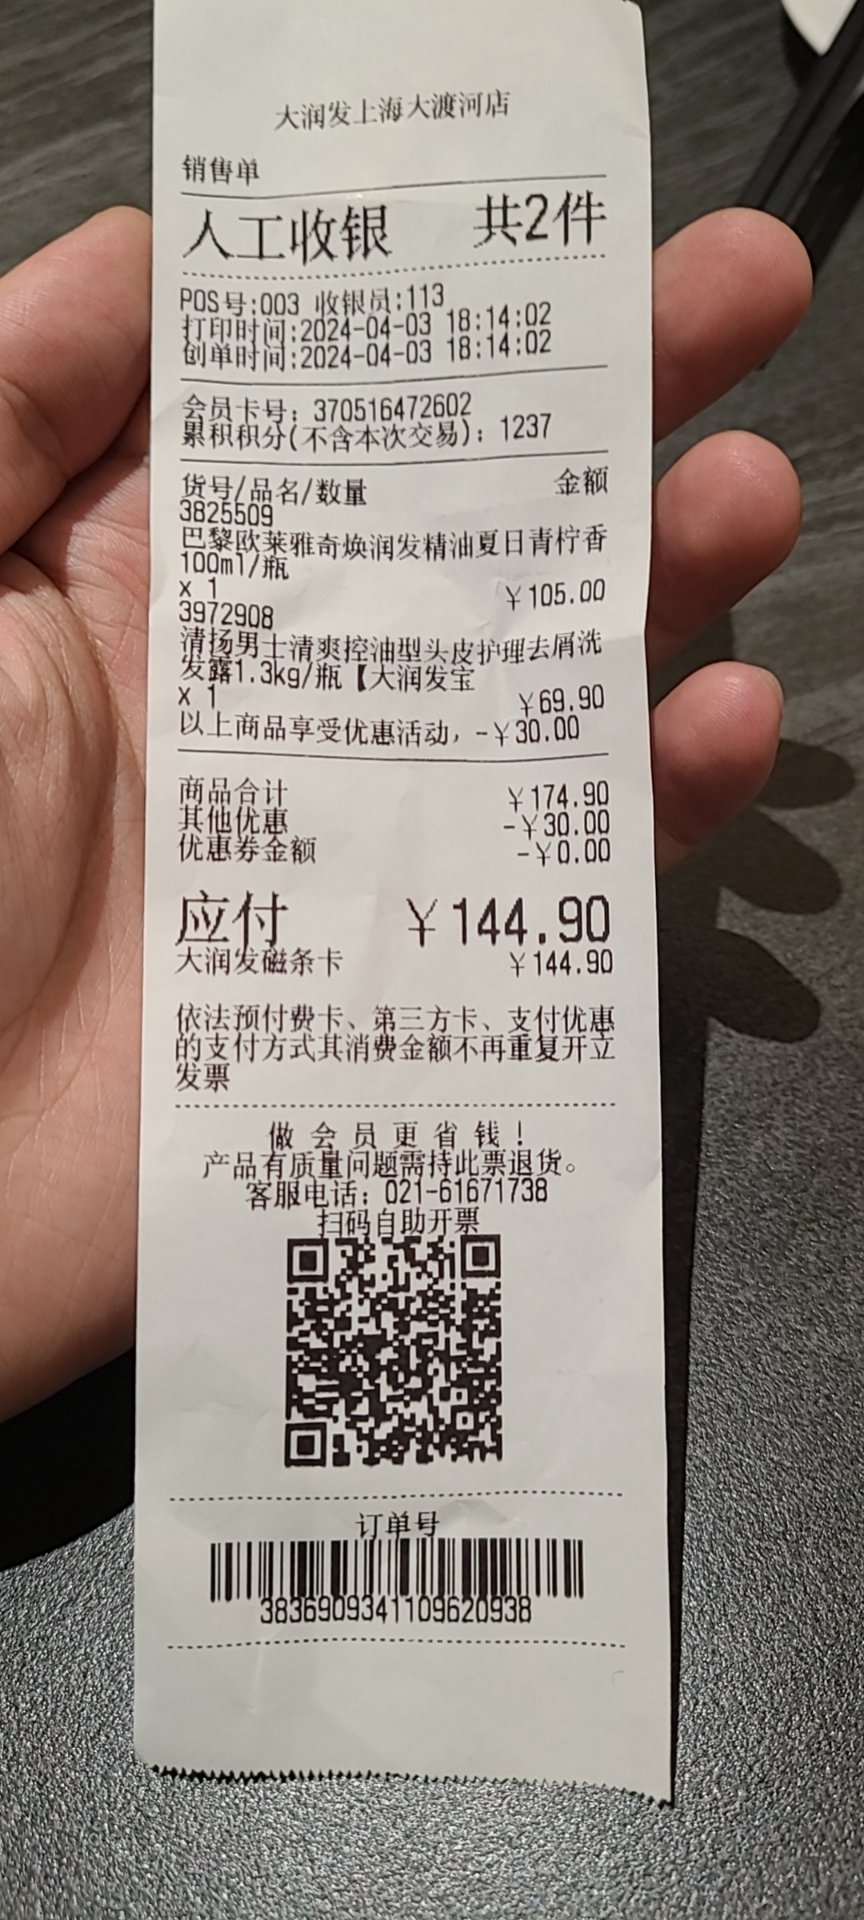 大润发上海大渡河店
销售单
人工收银 共2件
POS号:003 收银员:113
打印时间:2024-04-03 18:14:02
创单时间:2024-04-03 18:14:02
会员卡号: 370516472602
累积积分(不含本次交易): 1237
货号/品名/数量 金额
3825509
巴黎欧莱雅奇焕润发精油夏日青柠香
100ml/瓶
x 1 ￥105.00
3972908
清扬男士清爽控油型头皮护理去屑洗
发露1.3kg/瓶【大润发宝
x 1 ￥69.90
以上商品享受优惠活动, -￥30.00
商品合计 ￥174.90
其他优惠 -￥30.00
优惠券金额 -￥0.00
应付 ￥144.90
大润发磁条卡 ￥144.90
依法预付费卡、第三方卡、支付优惠
的支付方式其消费金额不再重复开立
发票
做会员更省钱!
产品有质量问题需持此票退货。
客服电话: 021-61671738
扫码自助开票
订单号
3836909341109620938